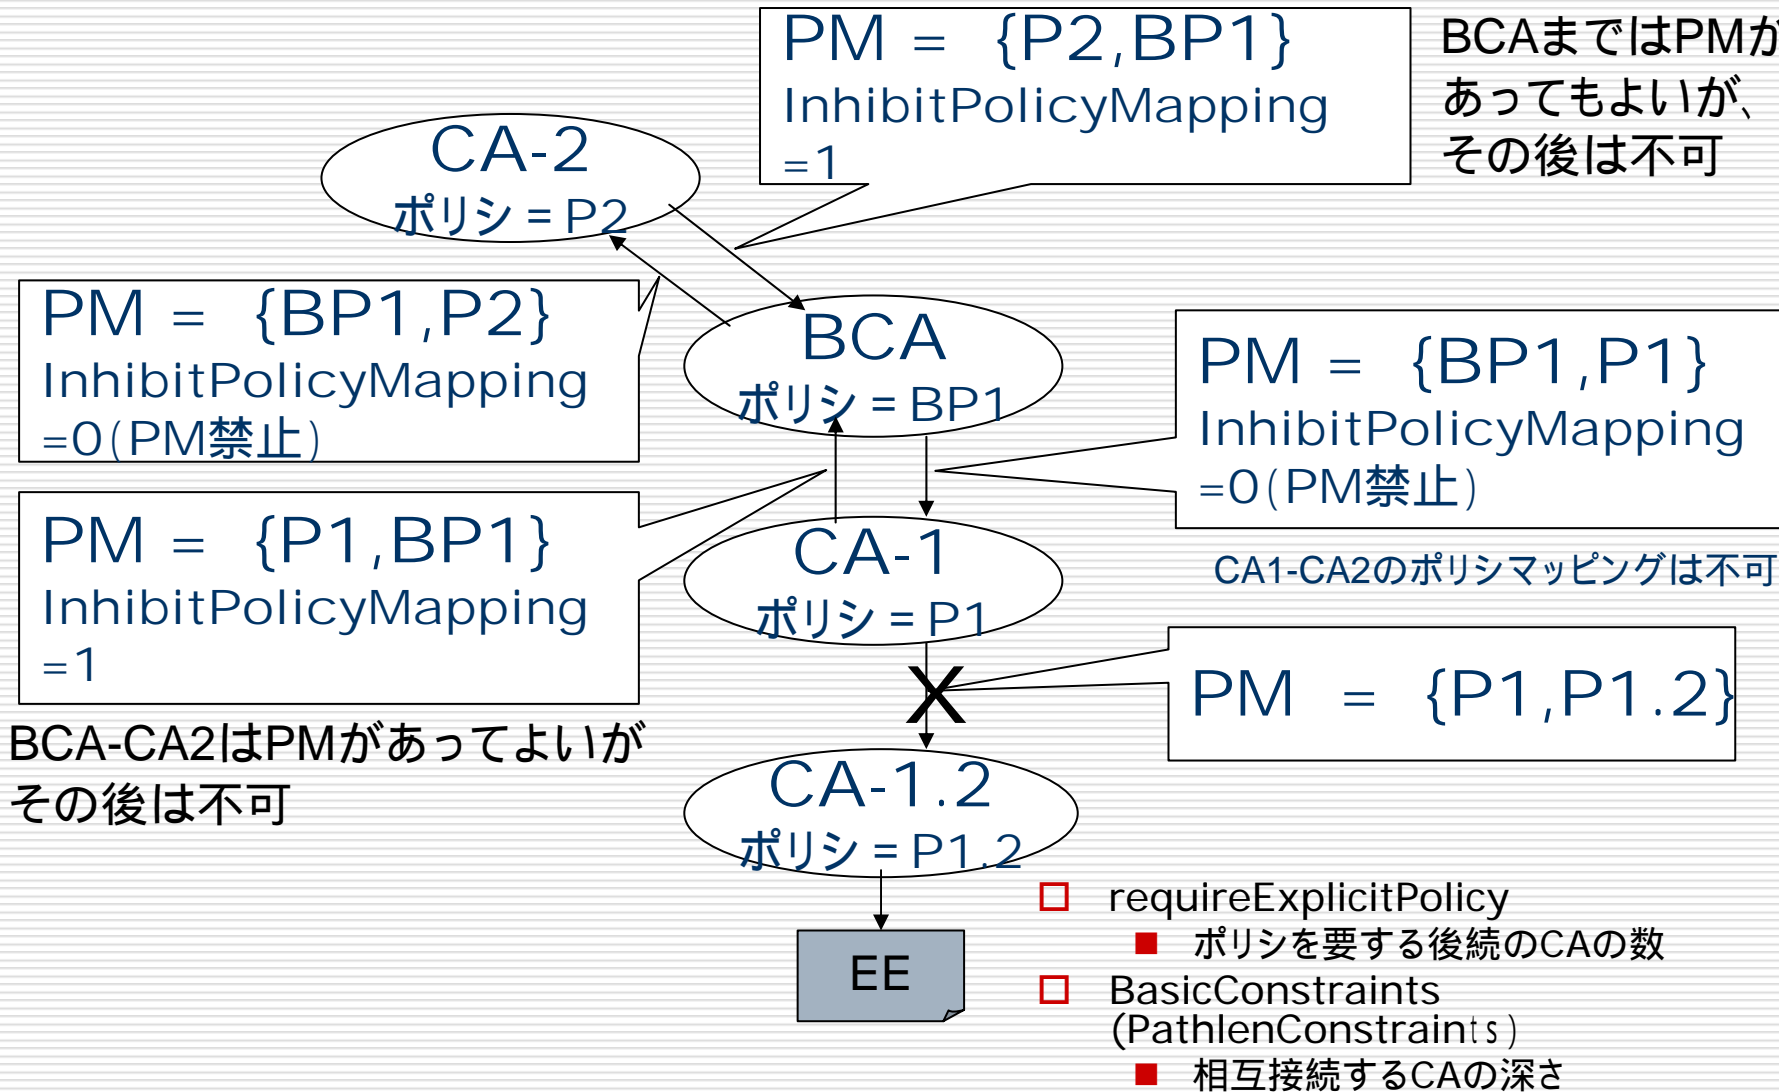 PM = {P2,BP1}
InhibitPolicyMapping
=1
BCAまではPMが
あってもよいが、
その後は不可
CA-2
ポリシ = P2
PM = {BP1,P2}
InhibitPolicyMapping
=0(PM禁止)
BCA
ポリシ = BP1
PM = {BP1,P1}
InhibitPolicyMapping
=0(PM禁止)
PM = {P1,BP1}
InhibitPolicyMapping
=1
CA-1
ポリシ = P1
CA1-CA2のポリシマッピングは不可
X
PM = {P1,P1.2}
BCA-CA2はPMがあってよいが
その後は不可
CA-1.2
ポリシ = P1.2
EE
requireExplicitPolicy
ポリシを要する後続のCAの数
BasicConstraints
(PathlenConstraints)
相互接続するCAの深さ